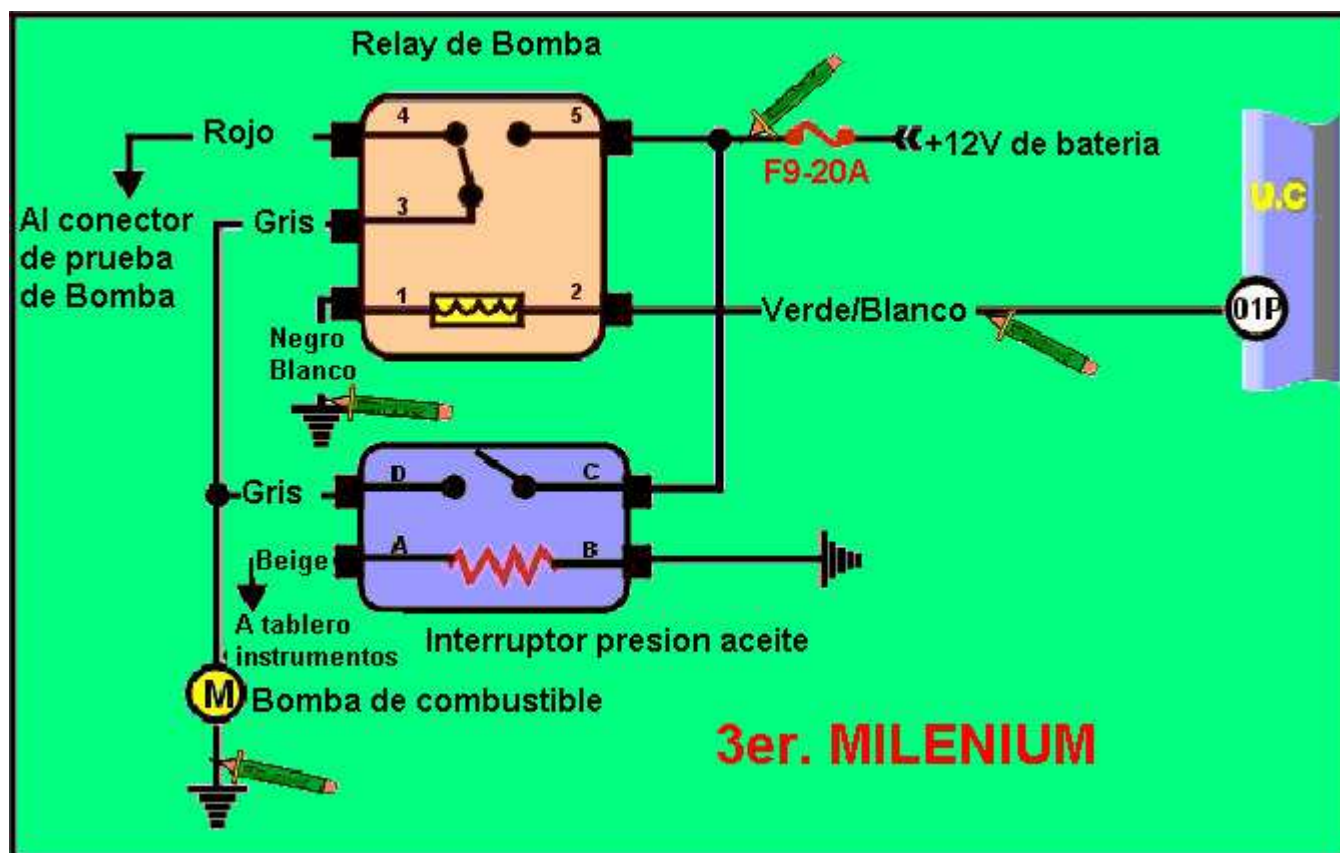 Relay de Bomba
4
5
Rojo
+12V de bateria
F9-20A
U.C
Al conector
de prueba
de Bomba
Gris
3
1
2
Verde/Blanco
01P
Negro
Blanco
Gris
D
C
Beige
A
B
A tablero
instrumentos
Interruptor presion aceite
M
Bomba de combustible
3er. MILENIUM